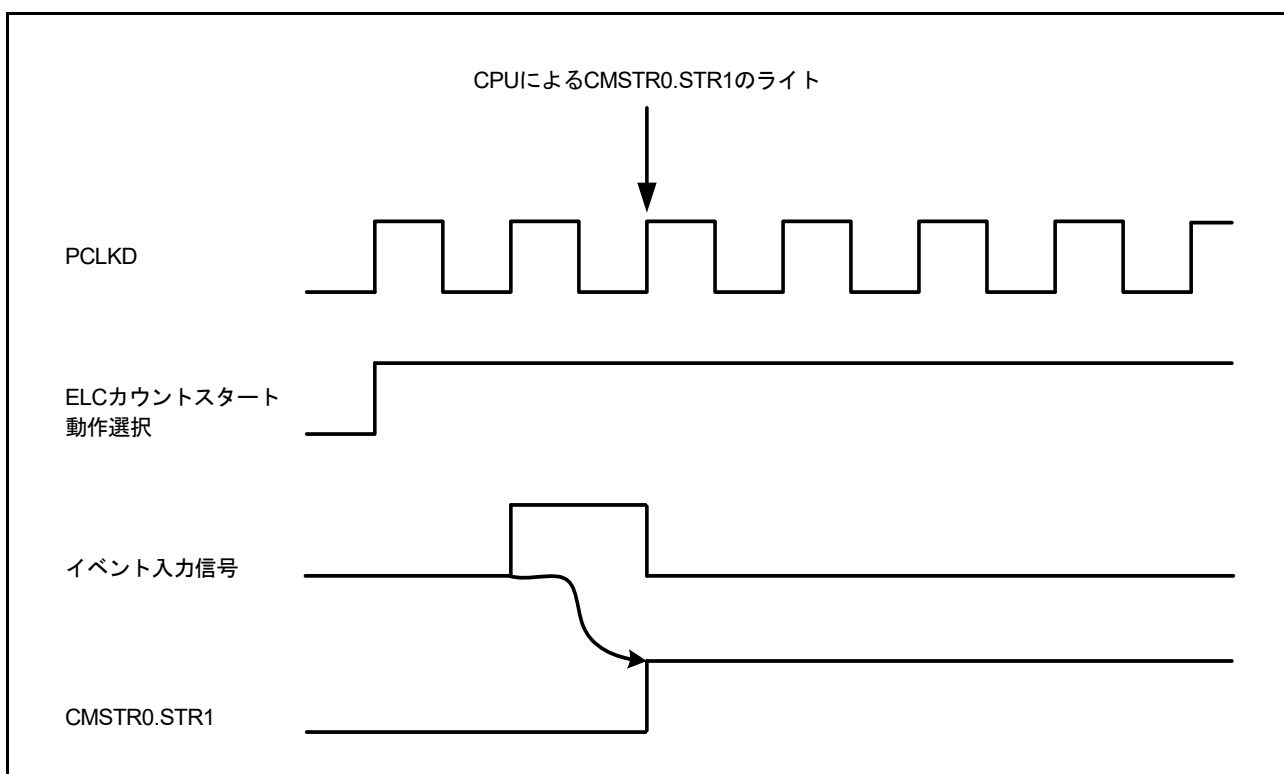 CPUによるCMSTR0.STR1のライト
PCLKD
ELCカウントスタート
動作選択
イベント入力信号
CMSTR0.STR1